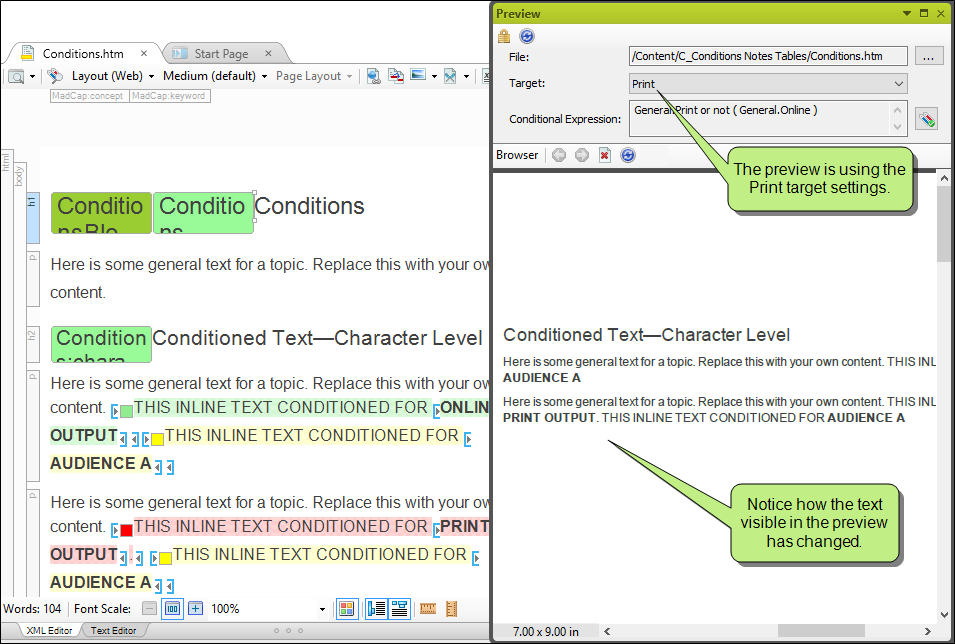 Conditions.htm
Start Page
Layout (Web)
Medium (default)
Page Layout
MadCap:concept
MadCap:keyword
html
body
h1
Conditio
Conditio
Conditions
p
Here is some general text for a topic. Replace this with your ow
content.
h2
Condition
Conditioned Text—Character Level
p
Here is some general text for a topic. Replace this with your ow
content. THIS INLINE TEXT CONDITIONED FOR ONLIN
OUTPUT THIS INLINE TEXT CONDITIONED FOR
AUDIENCE A
p
Here is some general text for a topic. Replace this with your ow
content. THIS INLINE TEXT CONDITIONED FOR PRINT
OUTPUT. THIS INLINE TEXT CONDITIONED FOR
AUDIENCE A
Words: 104
Font Scale:
100%
XML Editor
Text Editor
Preview
File:
/Content/C_Conditions Notes Tables/Conditions.htm
...
Target:
Print
Conditional Expression:
General.Print or not ( General.Online )
Browser
The preview is using the
Print target settings.
Conditioned Text—Character Level
Here is some general text for a topic. Replace this with your own content. THIS INL
AUDIENCE A
Here is some general text for a topic. Replace this with your own content. THIS INL
PRINT OUTPUT. THIS INLINE TEXT CONDITIONED FOR AUDIENCE A
Notice how the text
visible in the preview
has changed.
7.00 x 9.00 in